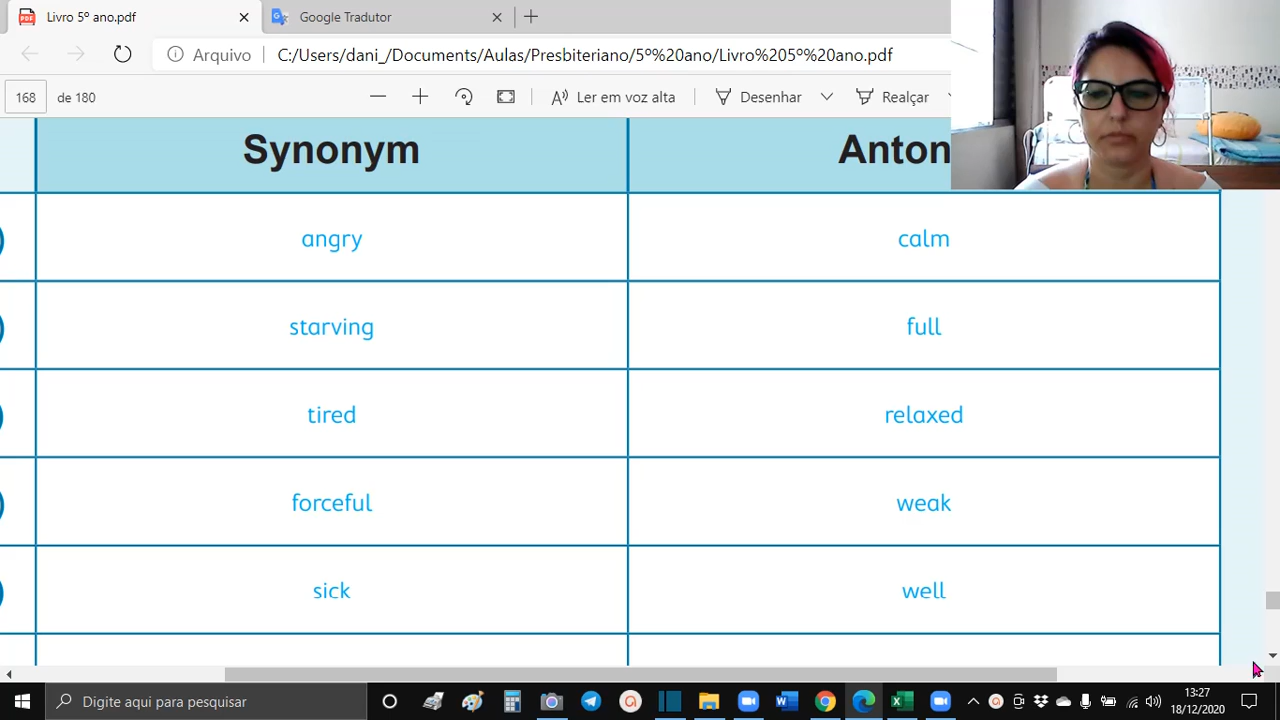 Livro 5º ano.pdf
Google Tradutor
Arquivo
C:/Users/dani_/Documents/Aulas/Presbiteriano/5º%20ano/Livro%205º%20ano.pdf
168 de 180
Ler em voz alta
Desenhar
Realçar
Synonym
Anton
angry calm
starving full
tired relaxed
forceful weak
sick well
Digite aqui para pesquisar
13:27
18/12/2020